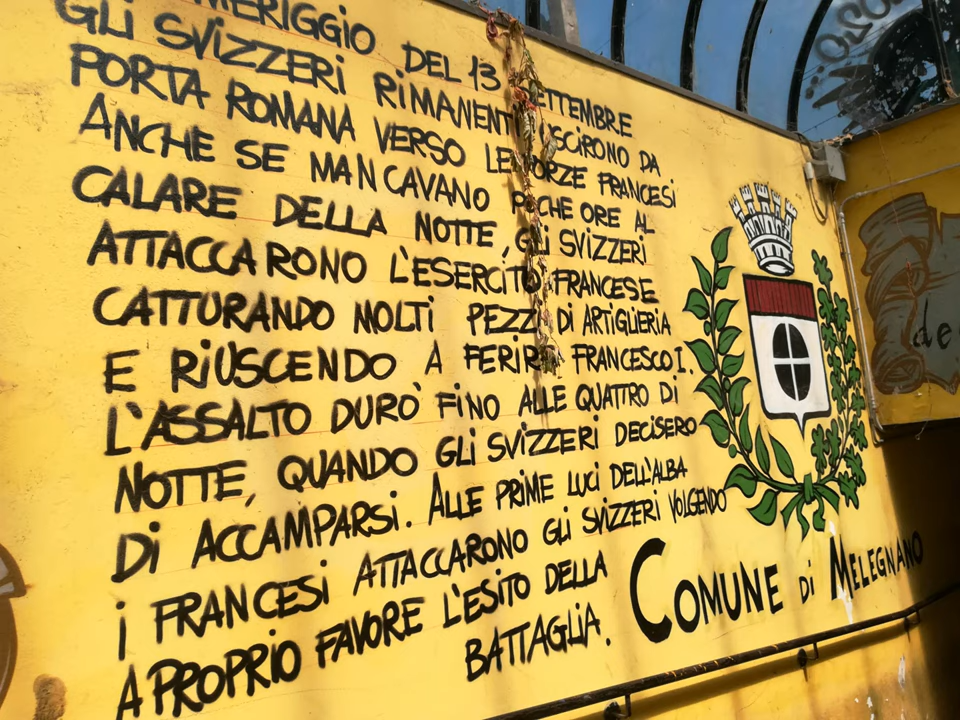 MERIGGIO DEL 13 SETTEMBRE
GLI SVIZZERI RIMANENTI USCIRONO DA
PORTA ROMANA VERSO LE FORZE FRANCESI
ANCHE SE MANCAVANO POCHE ORE AL
CALARE DELLA NOTTE, GLI SVIZZERI
ATTACCARONO L'ESERCITO FRANCESE
CATTURANDO MOLTI PEZZI DI ARTIGLIERIA
E RIUSCENDO A FERIRE FRANCESCO I.
L'ASSALTO DURÒ FINO ALLE QUATTRO DI
NOTTE, QUANDO GLI SVIZZERI DECISERO
DI ACCAMPARSI. ALLE PRIME LUCI DELL'ALBA
I FRANCESI ATTACCARONO GLI SVIZZERI VOLGENDO
A PROPRIO FAVORE L'ESITO DELLA
BATTAGLIA.
COMUNE DI MELEGNANO
de